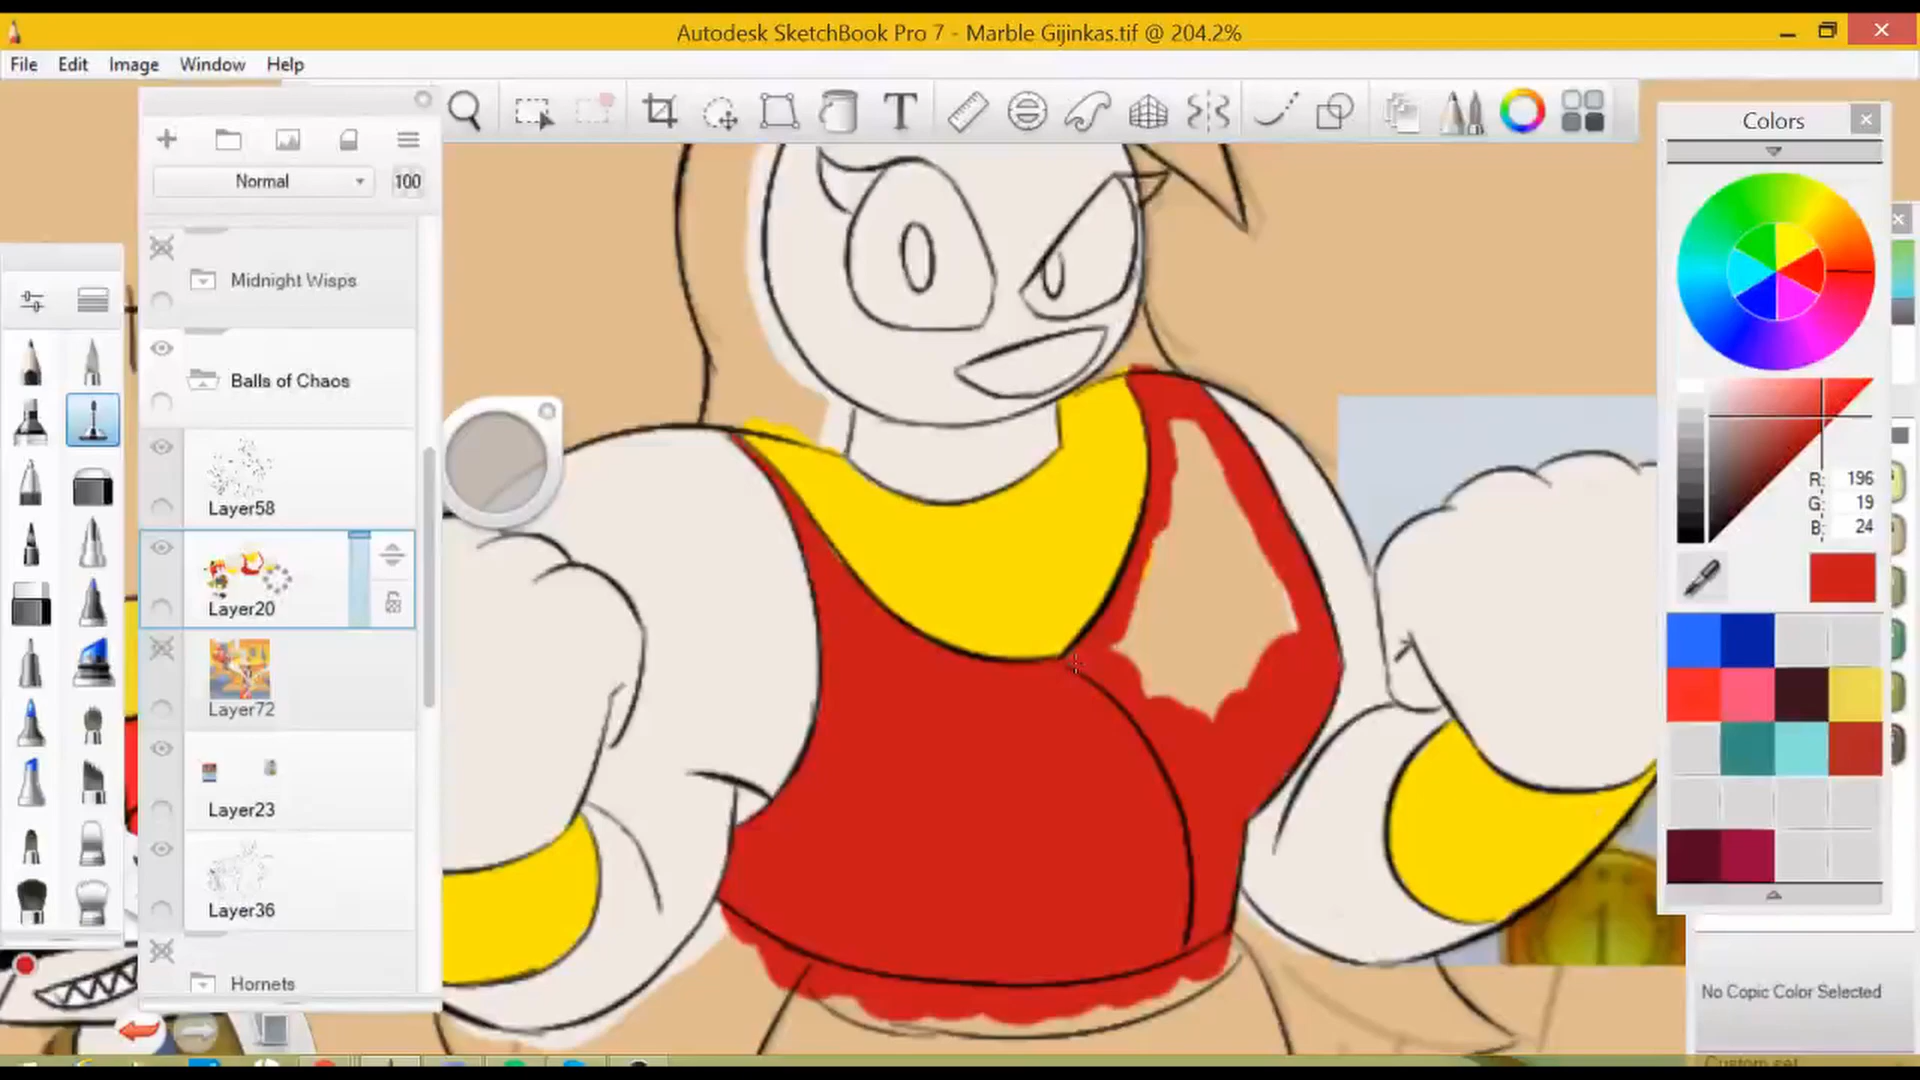 Autodesk SketchBook Pro 7 - Marble Gijinkas.tif @ 204.2%
File Edit Image Window Help
T
Colors
Normal 100
Midnight Wisps
Balls of Chaos
Layer58
R: 196
G: 19
B: 24
Layer20
Layer72
Layer23
Layer36
Hornets
No Copic Color Selected